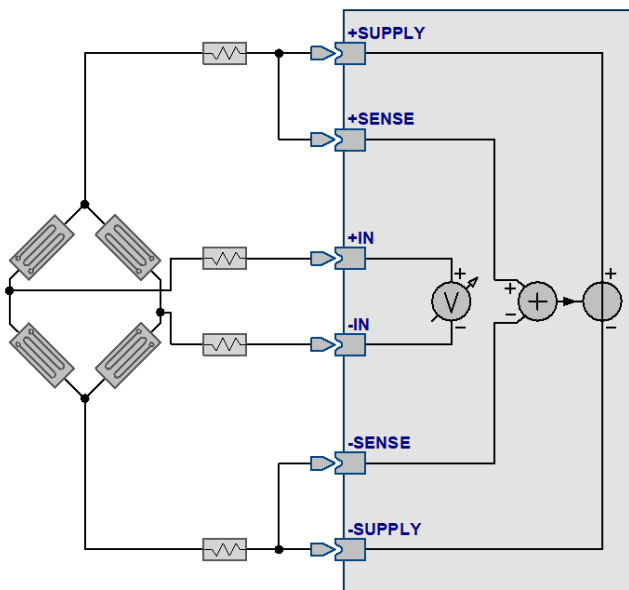 +SUPPLY
+SENSE
+IN
-IN
-SENSE
-SUPPLY
+
V
−
+
−
+
+
−